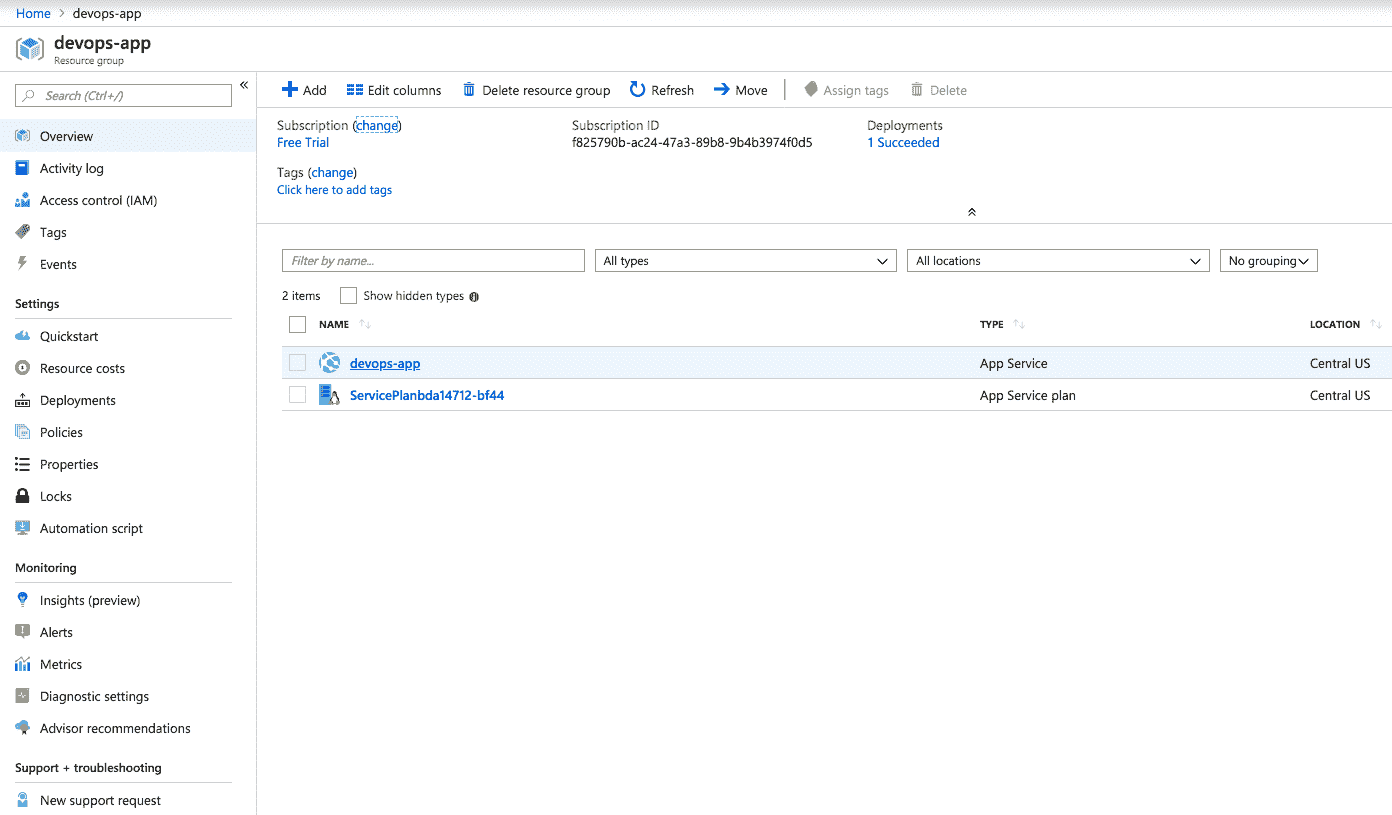 Home > devops-app
devops-app
Resource group
Search (Ctrl+/)
«
Overview
Activity log
Access control (IAM)
Tags
Events
Settings
Quickstart
Resource costs
Deployments
Policies
Properties
Locks
Automation script
Monitoring
Insights (preview)
Alerts
Metrics
Diagnostic settings
Advisor recommendations
Support + troubleshooting
New support request
Add Edit columns Delete resource group Refresh Move Assign tags Delete
Subscription (change) Subscription ID Deployments
Free Trial f825790b-ac24-47a3-89b8-9b4b3974f0d5 1 Succeeded
Tags (change)
Click here to add tags
Filter by name... All types All locations No grouping
2 items Show hidden types
NAME TYPE LOCATION
devops-app App Service Central US
ServicePlanbda14712-bf44 App Service plan Central US